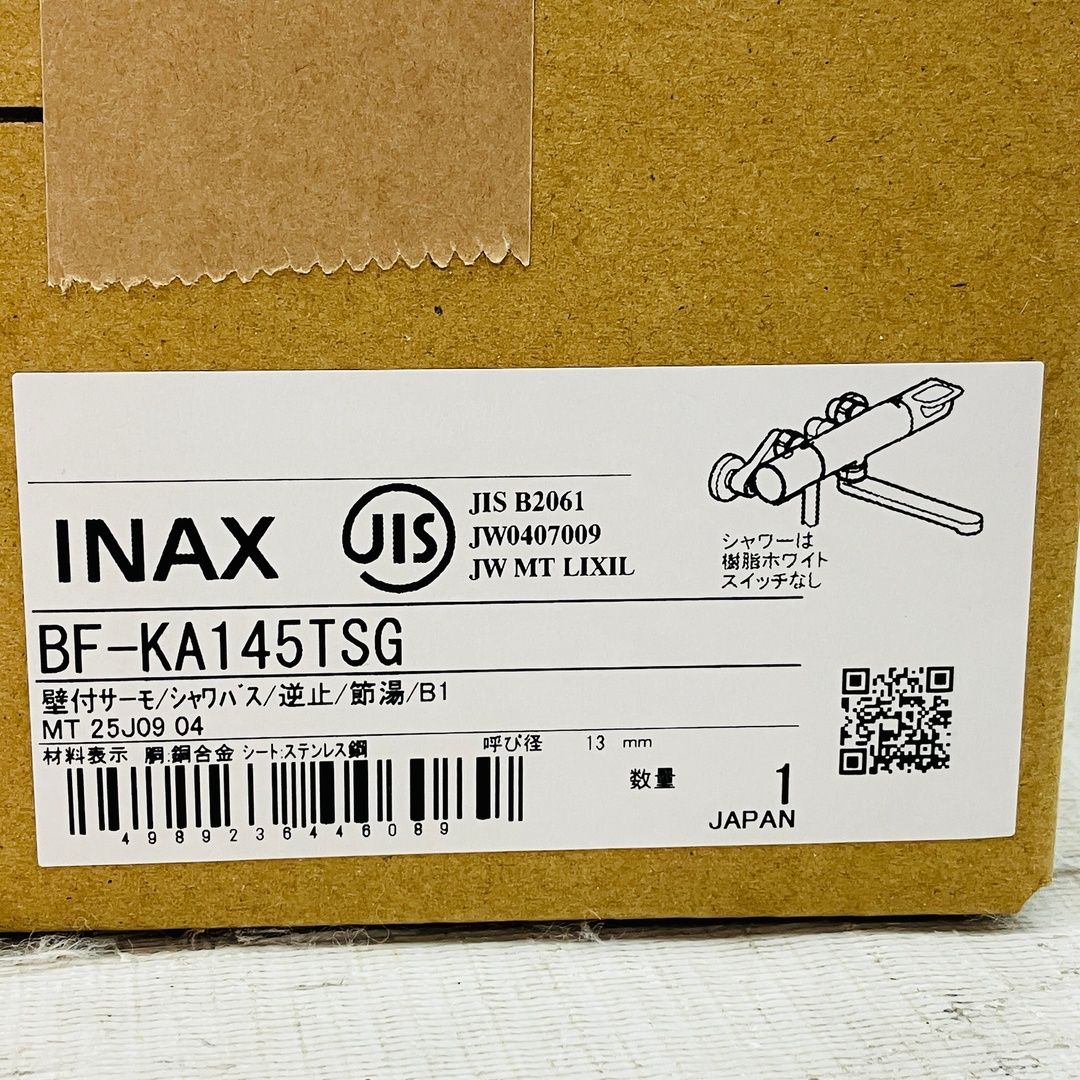 INAX
JIS
JIS B2061
JW0407009
JW MT LIXIL
シャワーは
樹脂ホワイト
スイッチなし
BF-KA145TSG
壁付サーモ/シャワバス/逆止/節湯/B1
MT 25J09 04
材料表示 胴:銅合金 シート:ステンレス鋼 呼び径 13 mm
数量 1
JAPAN
4989236446089